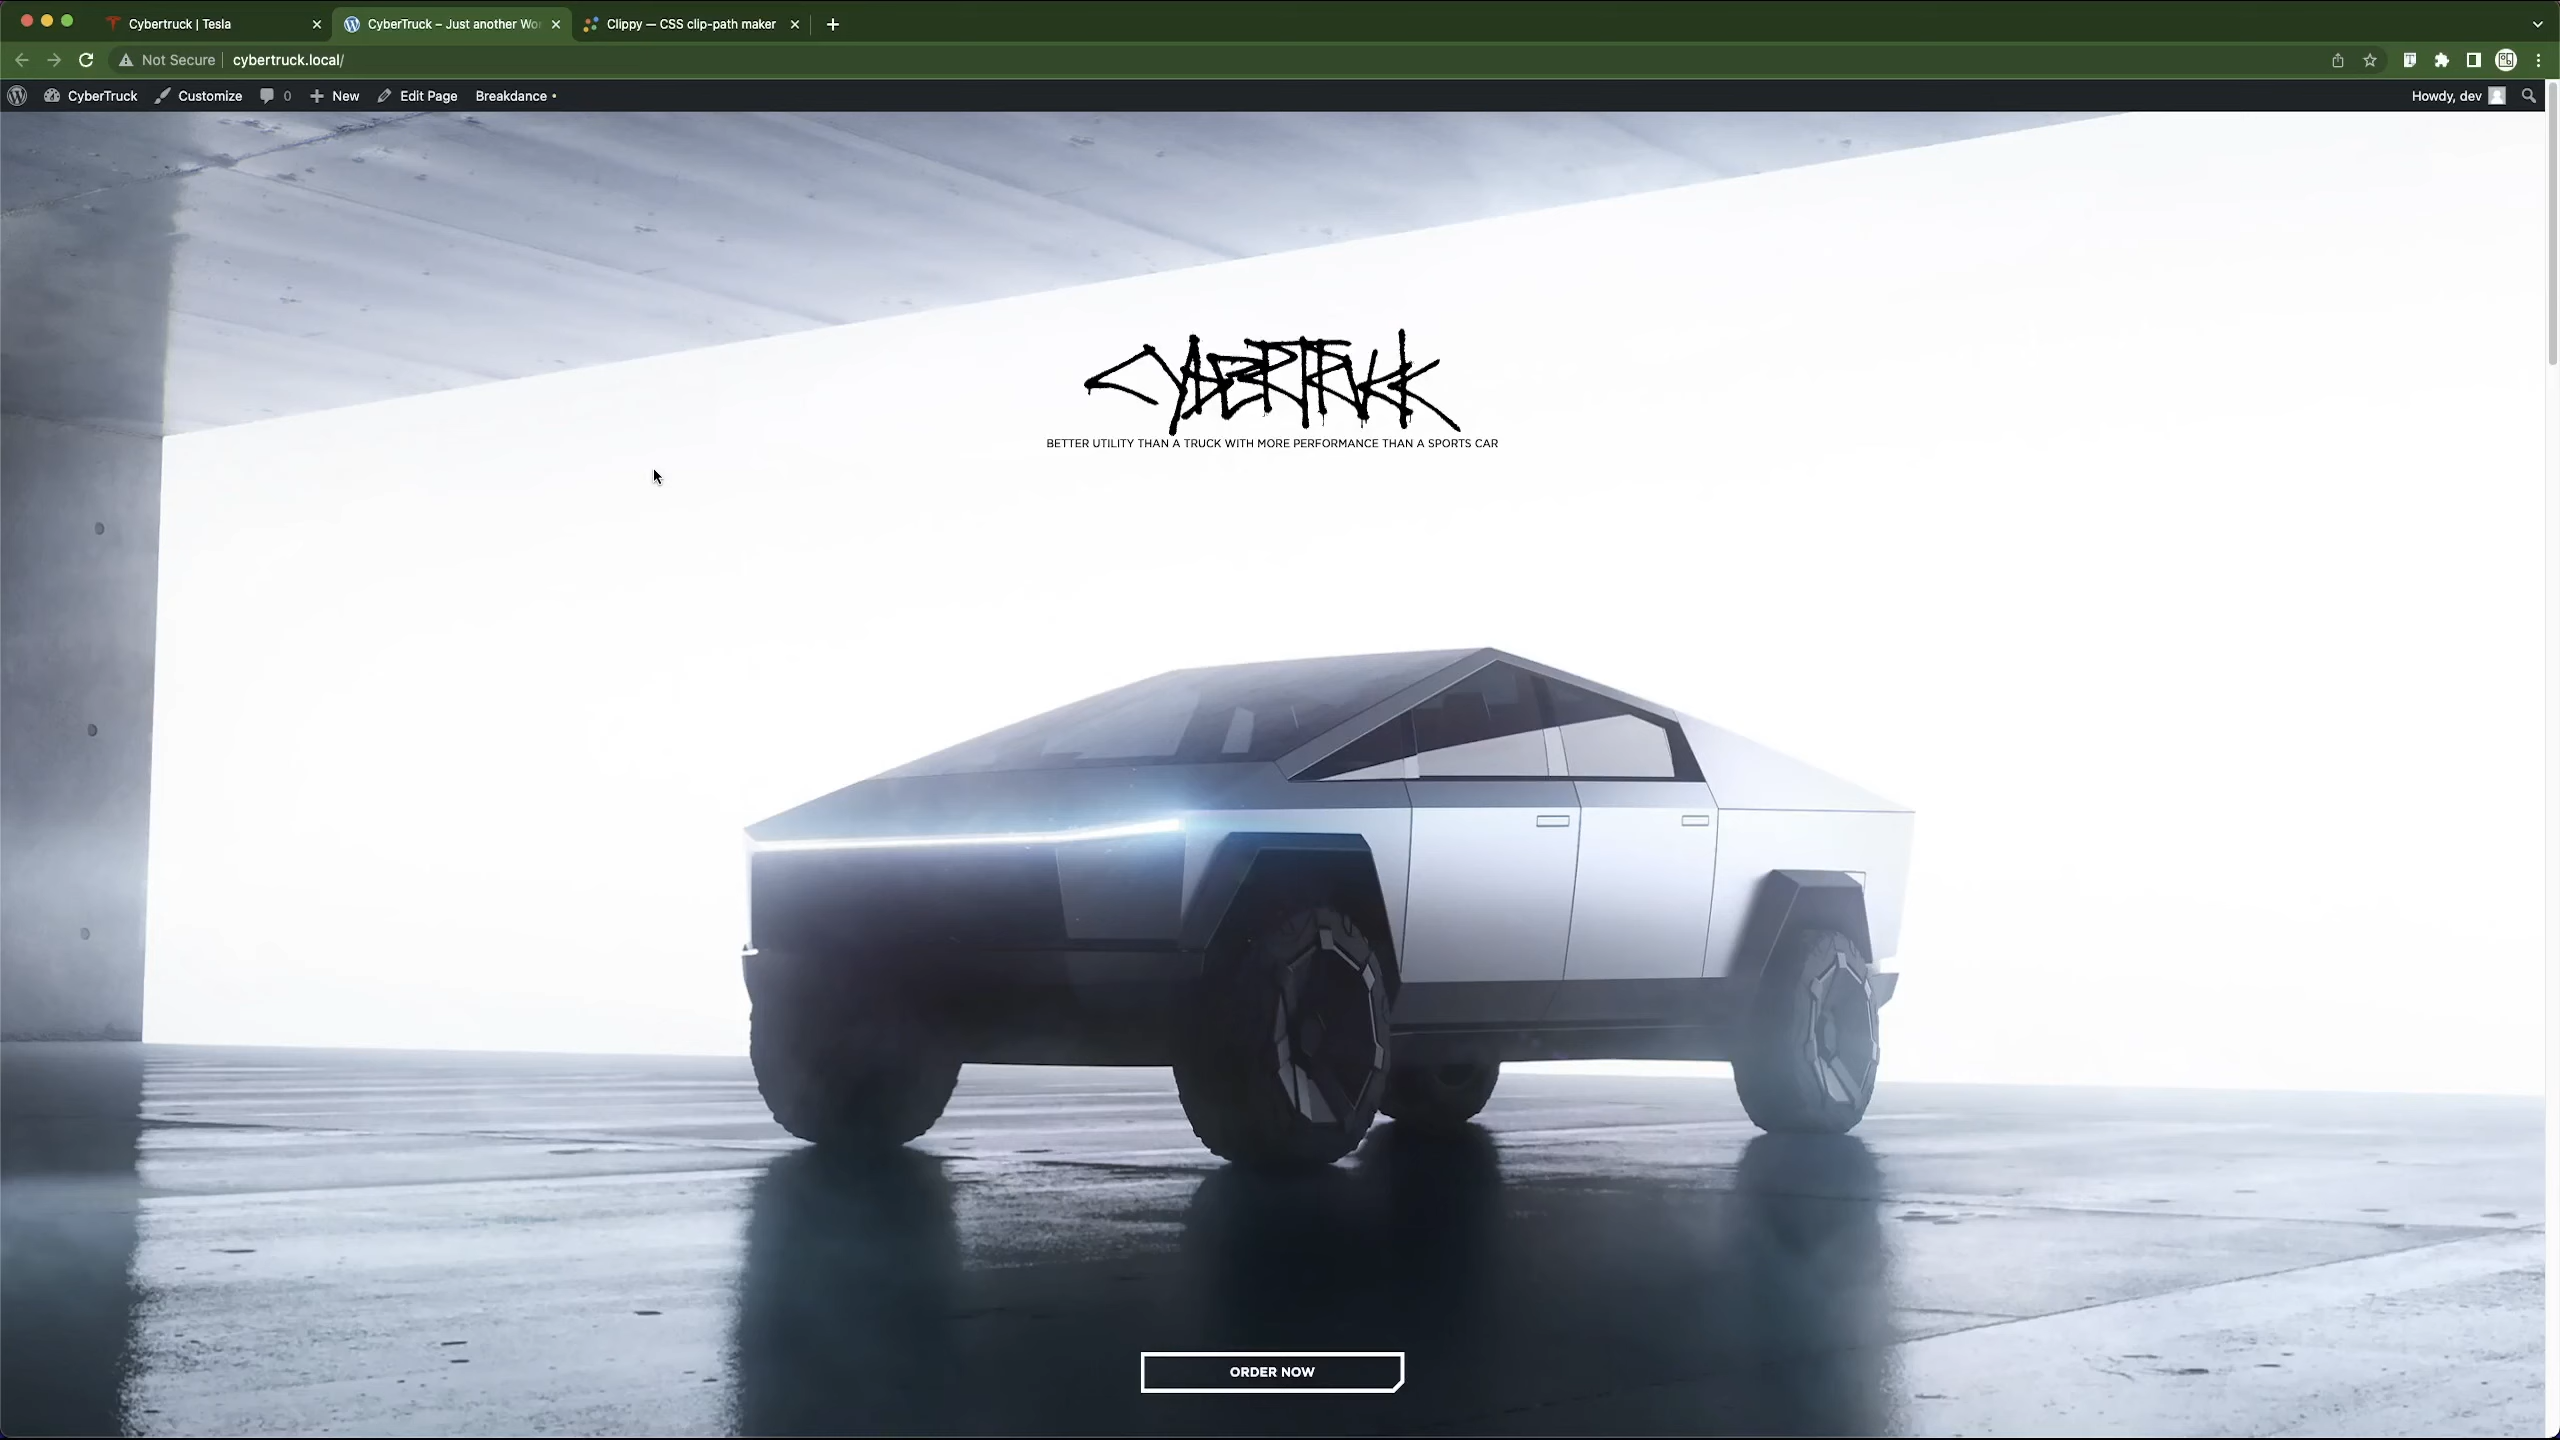 Cybertruck | Tesla
CyberTruck – Just another Wo
Clippy — CSS clip-path maker
Not Secure
cybertruck.local/
CyberTruck
Customize
0
New
Edit Page
Breakdance
Howdy, dev
CYBERTRUCK
BETTER UTILITY THAN A TRUCK WITH MORE PERFORMANCE THAN A SPORTS CAR
ORDER NOW